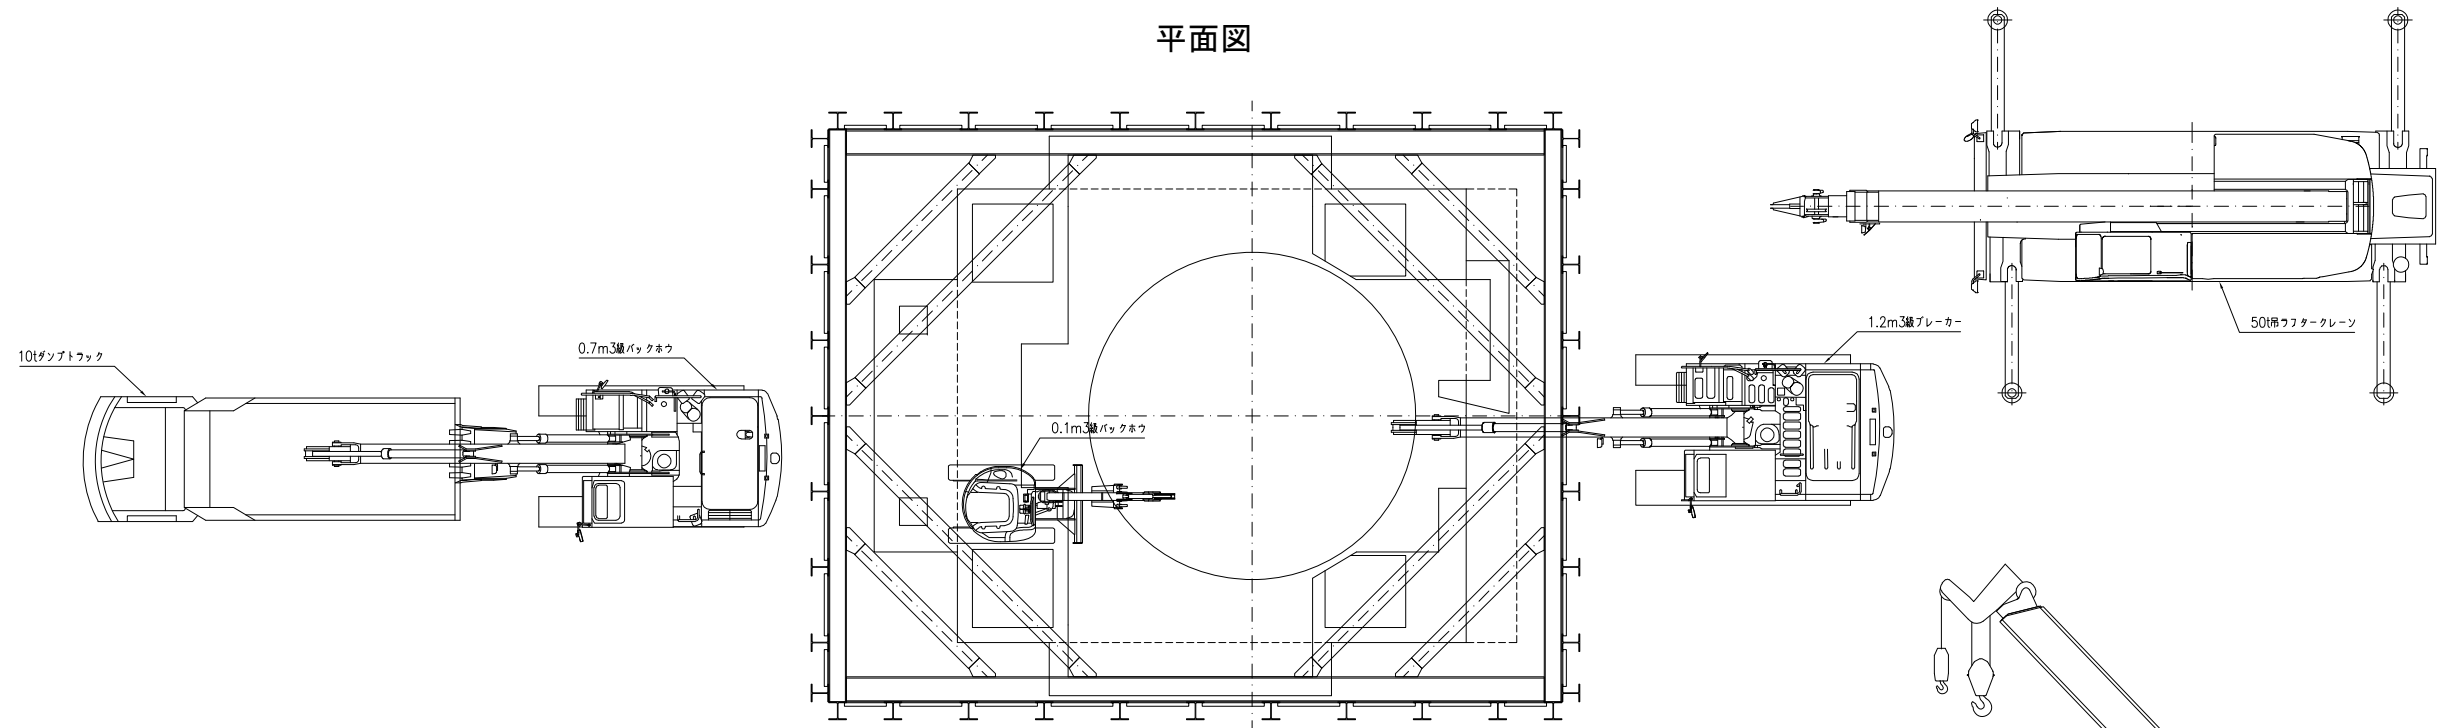 平面図
50t吊ラフタークレーン
1.2m3級ブレーカー
0.7m3級バックホウ
10tダンプトラック
0.1m3級バックホウ